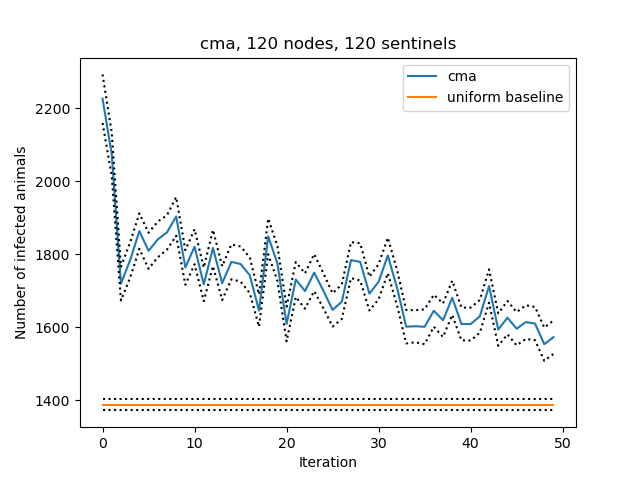 cma, 120 nodes, 120 sentinels
cma
uniform baseline
Number of infected animals
2200
2000
1800
1600
1400
0 10 20 30 40 50
Iteration